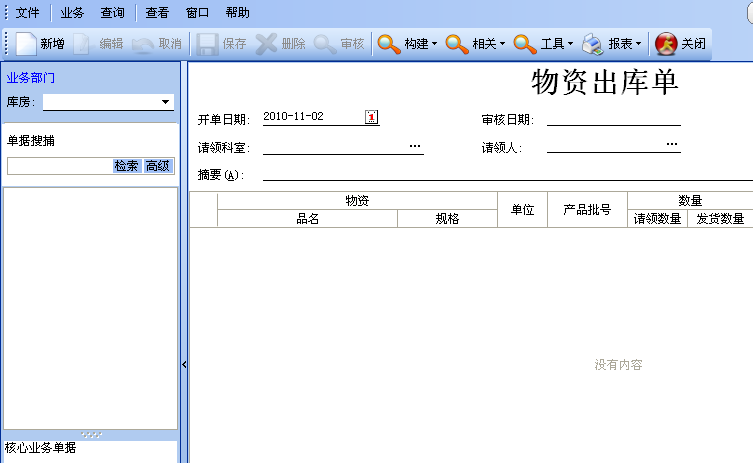 文件 业务 查询 查看 窗口 帮助
新增 编辑 取消 保存 删除 审核 构建 相关 工具 报表 关闭
业务部门
库房:
单据搜捕
检索 高级
核心业务单据
物资出库单
开单日期: 2010-11-02 1 审核日期:
请领科室: ... 请领人: ...
摘要(A):
物资 单位 产品批号 数量
品名 规格 请领数量 发货数量
没有内容